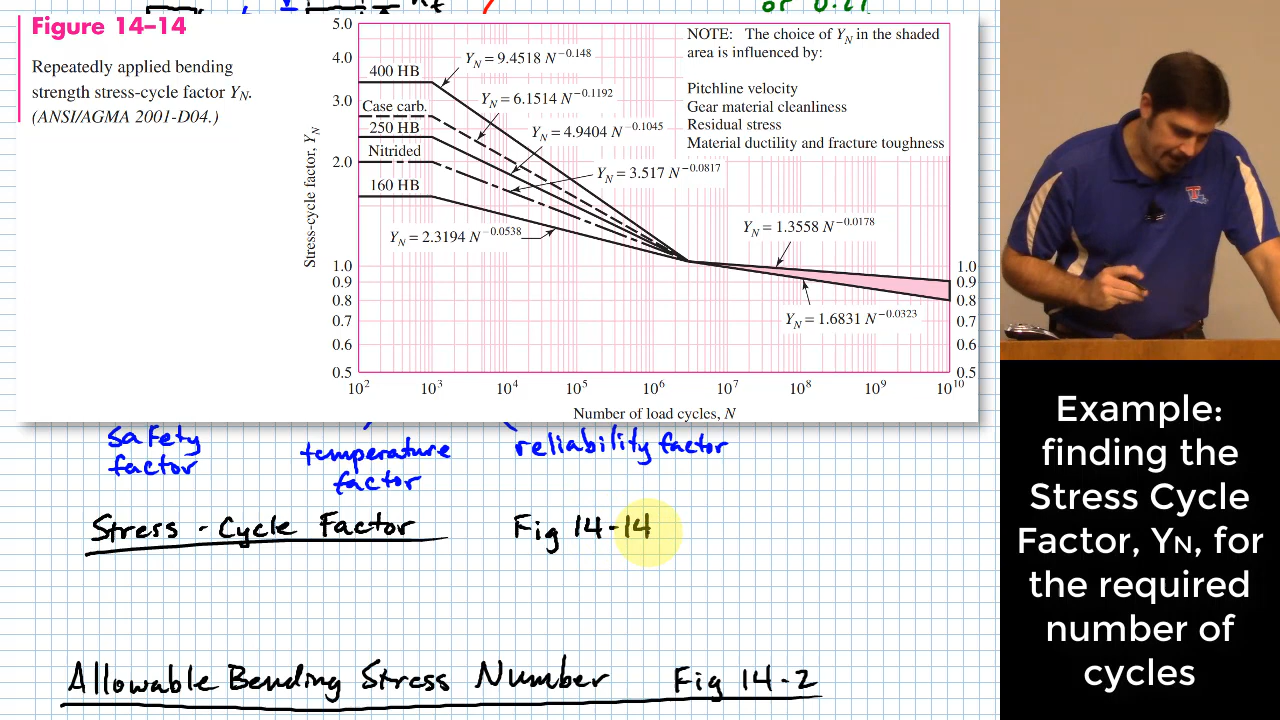 Figure 14–14
Repeatedly applied bending
strength stress-cycle factor Y_N.
(ANSI/AGMA 2001-D04.)
5.0
4.0
3.0
2.0
1.0
0.9
0.8
0.7
0.6
0.5
Stress-cycle factor, Y_N
400 HB
Case carb.
250 HB
Nitrided
160 HB
Y_N = 9.4518 N^−0.148
Y_N = 6.1514 N^−0.1192
Y_N = 4.9404 N^−0.1045
Y_N = 3.517 N^−0.0817
Y_N = 2.3194 N^−0.0538
NOTE: The choice of Y_N in the shaded
area is influenced by:
Pitchline velocity
Gear material cleanliness
Residual stress
Material ductility and fracture toughness
Y_N = 1.3558 N^−0.0178
Y_N = 1.6831 N^−0.0323
1.0
0.9
0.8
0.7
0.6
0.5
10^2 10^3 10^4 10^5 10^6 10^7 10^8 10^9 10^10
Number of load cycles, N
safety
factor
temperature
factor
reliability factor
Stress - Cycle Factor Fig 14-14
Allowable Bending Stress Number Fig 14-2
Example:
finding the
Stress Cycle
Factor, YN, for
the required
number of
cycles